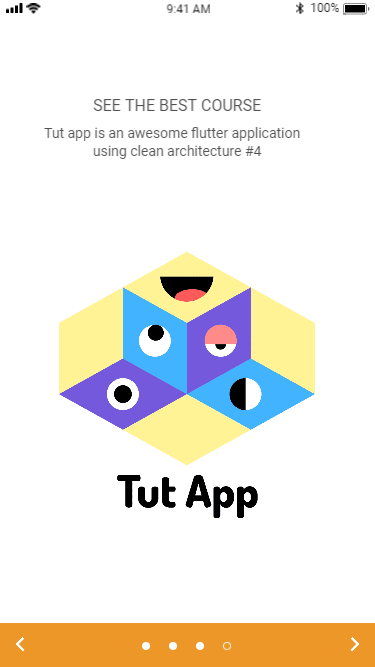 9:41 AM 100%
SEE THE BEST COURSE
Tut app is an awesome flutter application
using clean architecture #4
Tut App